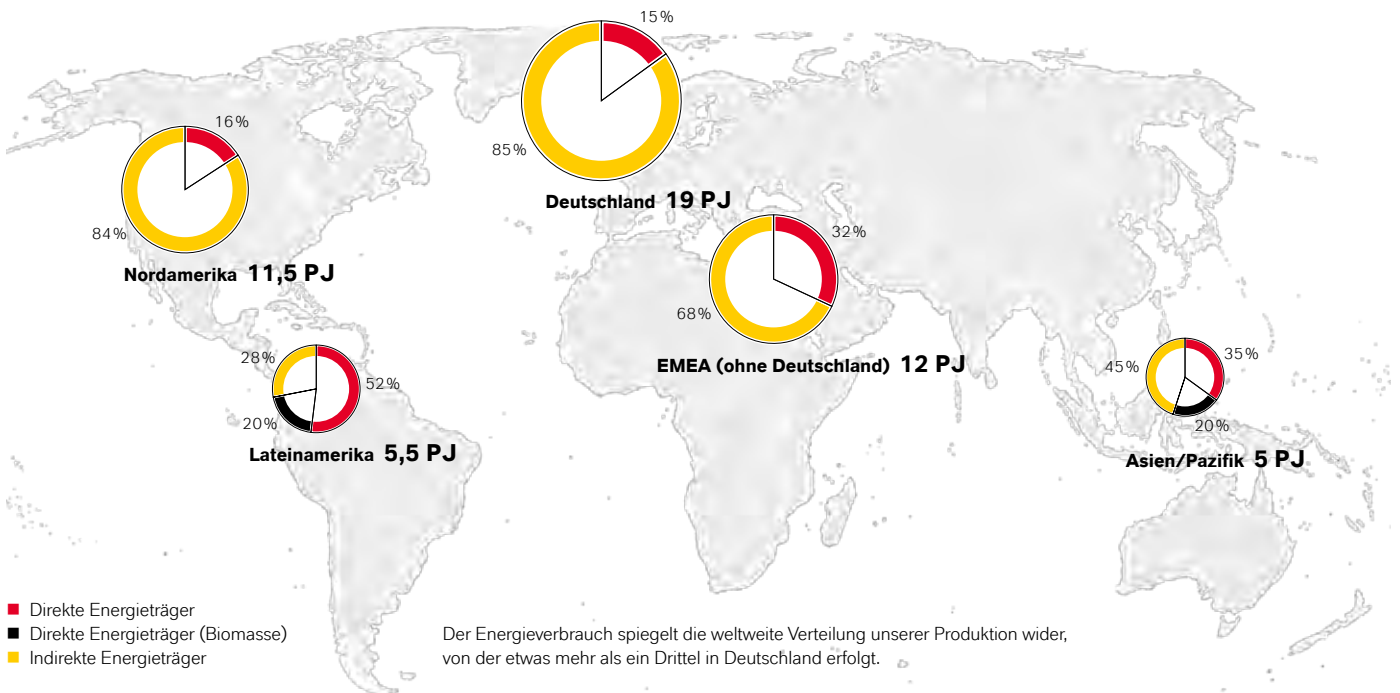 15 %
85 %
Deutschland 19 PJ
16 %
84 %
Nordamerika 11,5 PJ
32 %
68 %
EMEA (ohne Deutschland) 12 PJ
28 %
52 %
20 %
Lateinamerika 5,5 PJ
45 %
35 %
20 %
Asien/Pazifik 5 PJ
Direkte Energieträger
Direkte Energieträger (Biomasse)
Indirekte Energieträger
Der Energieverbrauch spiegelt die weltweite Verteilung unserer Produktion wider,
von der etwas mehr als ein Drittel in Deutschland erfolgt.